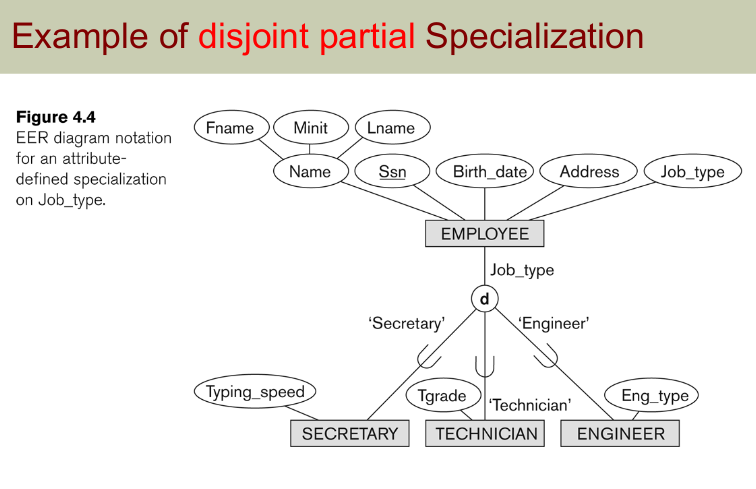 Example of disjoint partial Specialization
Figure 4.4
EER diagram notation
for an attribute-
defined specialization
on Job_type.
Fname
Minit
Lname
Name
Ssn
Birth_date
Address
Job_type
EMPLOYEE
Job_type
d
‘Secretary’
‘Engineer’
Typing_speed
Tgrade
‘Technician’
Eng_type
SECRETARY
TECHNICIAN
ENGINEER